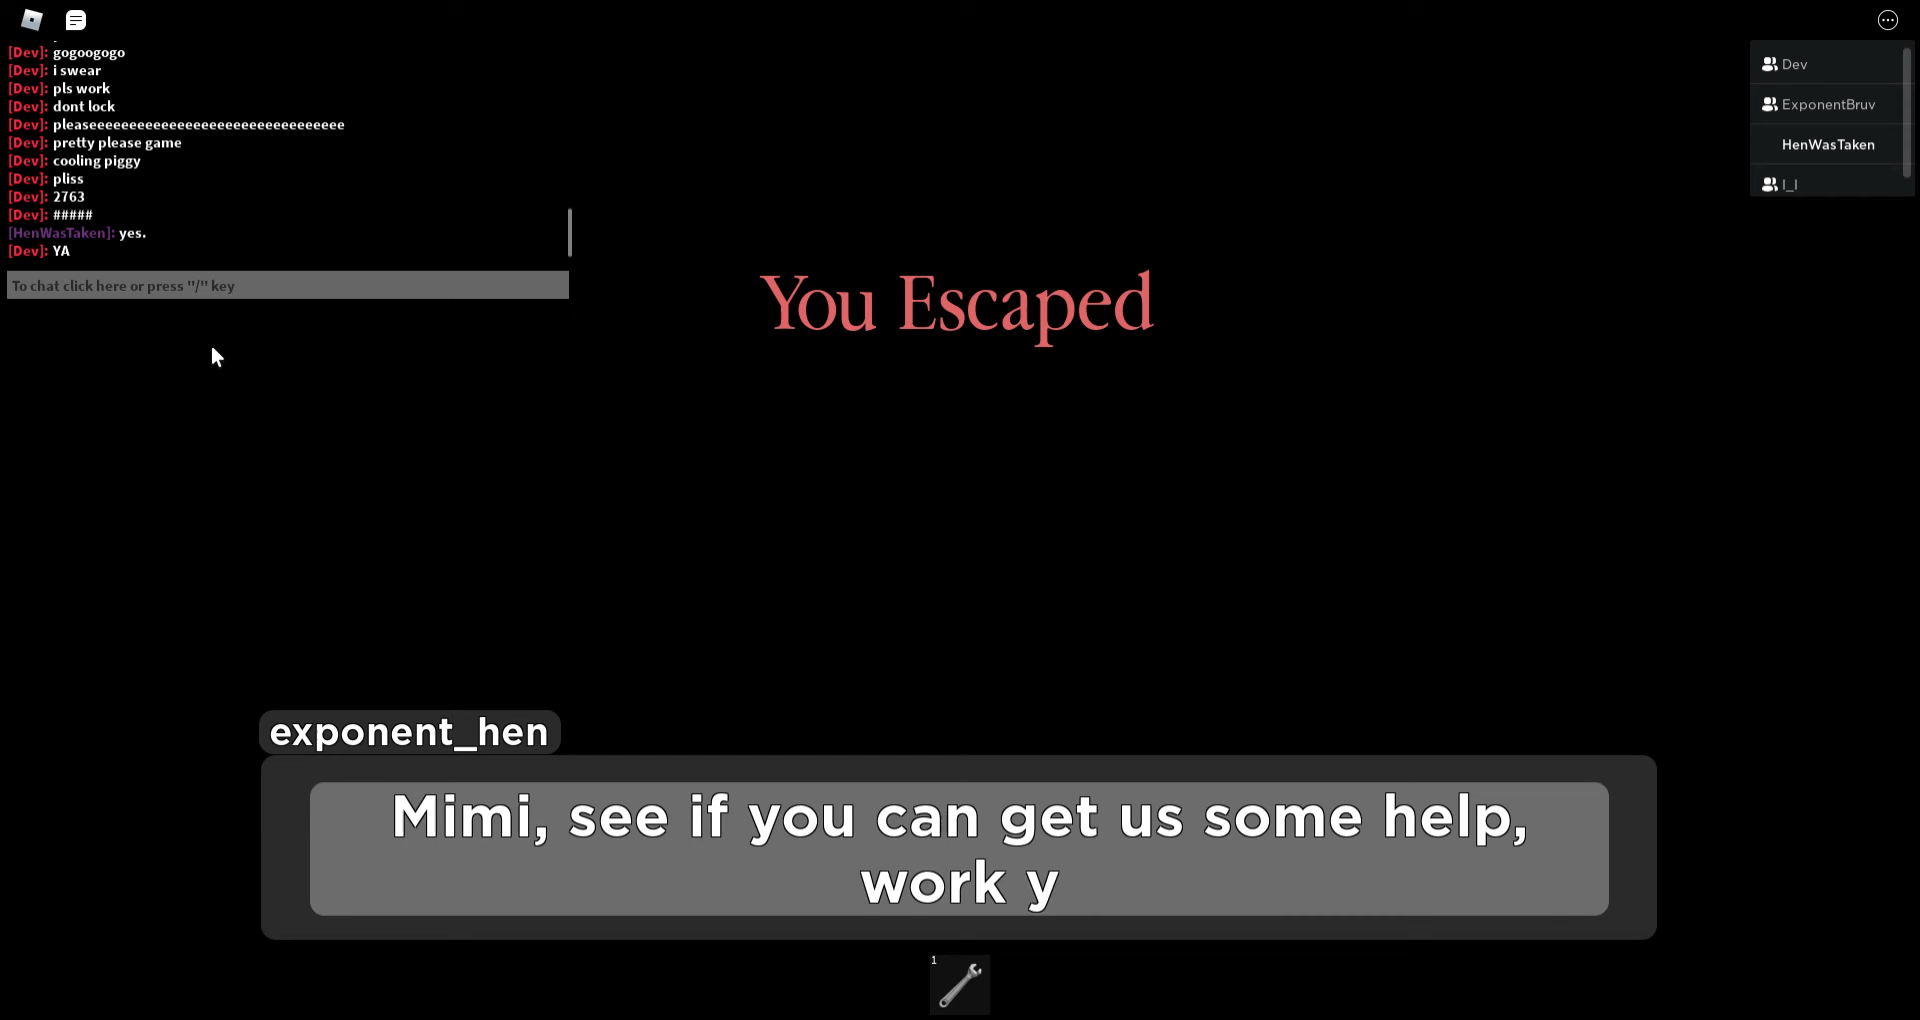 [Dev]: gogoogogo
[Dev]: i swear
[Dev]: pls work
[Dev]: dont lock
[Dev]: pleaseeeeeeeeeeeeeeeeeeeeeeeeeeeeeeee
[Dev]: pretty please game
[Dev]: cooling piggy
[Dev]: pliss
[Dev]: 2763
[Dev]: #####
[HenWasTaken]: yes.
[Dev]: YA
To chat click here or press "/" key
Dev
ExponentBruv
HenWasTaken
I_I
You Escaped
exponent_hen
Mimi, see if you can get us some help,
work y
1